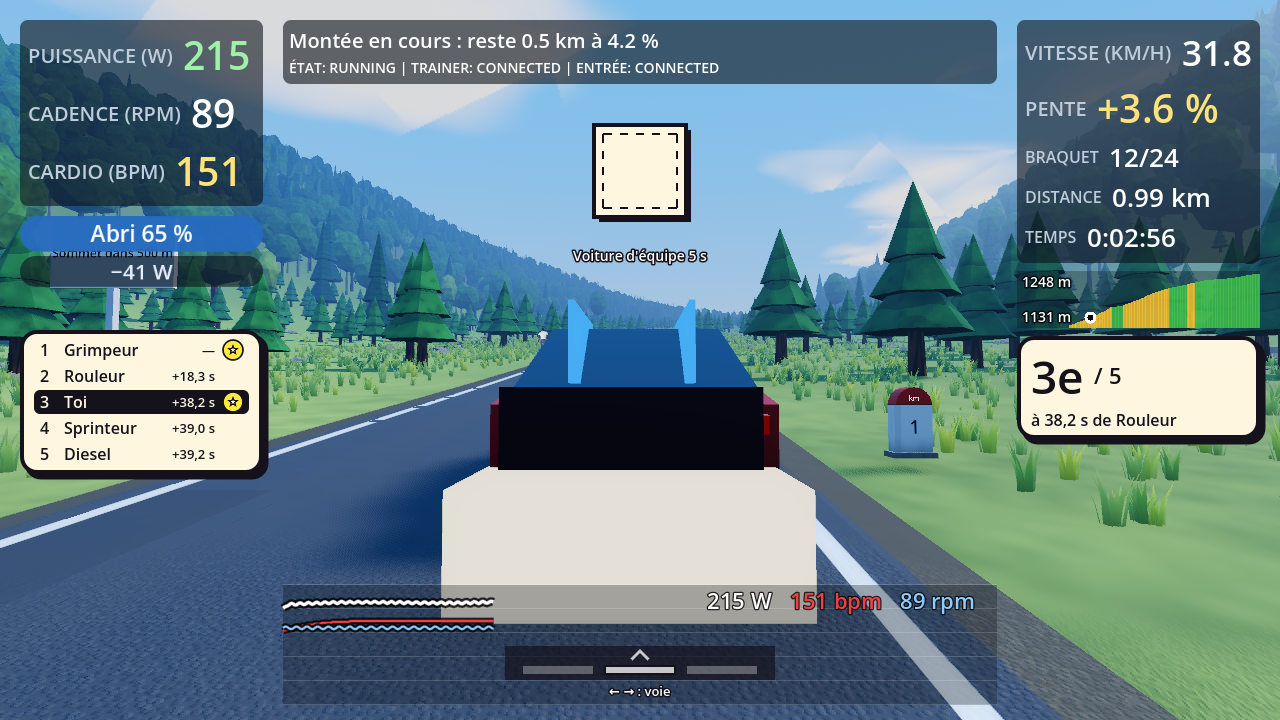 PUISSANCE (W) 215
CADENCE (RPM) 89
CARDIO (BPM) 151
Abri 65 %
Sommet dans 500 m
−41 W
1 Grimpeur —
2 Rouleur +18,3 s
3 Toi +38,2 s
4 Sprinteur +39,0 s
5 Diesel +39,2 s
Montée en cours : reste 0.5 km à 4.2 %
ÉTAT: RUNNING | TRAINER: CONNECTED | ENTRÉE: CONNECTED
Voiture d'équipe 5 s
VITESSE (KM/H) 31.8
PENTE +3.6 %
BRAQUET 12/24
DISTANCE 0.99 km
TEMPS 0:02:56
1248 m
1131 m
3e / 5
à 38,2 s de Rouleur
km
1
215 W 151 bpm 89 rpm
← → : voie